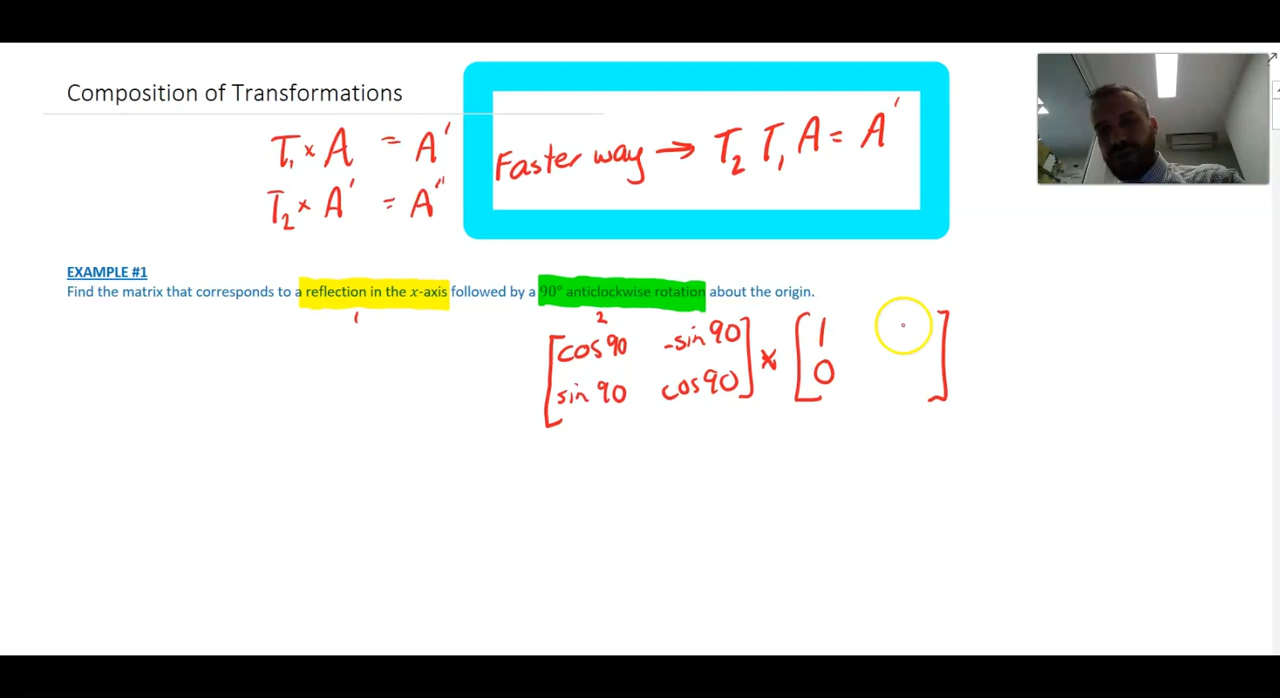 Composition of Transformations
T₁ × A = A'
T₂ × A' = A''
Faster way → T₂ T₁ A = A'
EXAMPLE #1
Find the matrix that corresponds to a reflection in the x-axis followed by a 90° anticlockwise rotation about the origin.
1 2
[cos 90 -sin 90] × [1 ]
[sin 90 cos 90] [0 ]